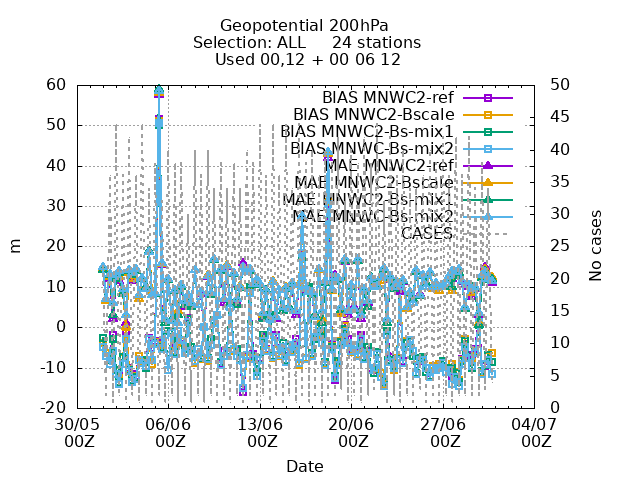 Geopotential 200hPa
Selection: ALL 24 stations
Used 00,12 + 00 06 12
60 50
50 45
40 40
30 35
20 30
10 25
0 20
-10 15
-20 10
5
0
m
No cases
BIAS MNWC2-ref
BIAS MNWC2-Bscale
BIAS MNWC2-Bs-mix1
BIAS MNWC-Bs-mix2
MAE MNWC2-ref
MAE MNWC2-Bscale
MAE MNWC2-Bs-mix1
MAE MNWC-Bs-mix2
CASES
30/05 06/06 13/06 20/06 27/06 04/07
00Z 00Z 00Z 00Z 00Z 00Z
Date